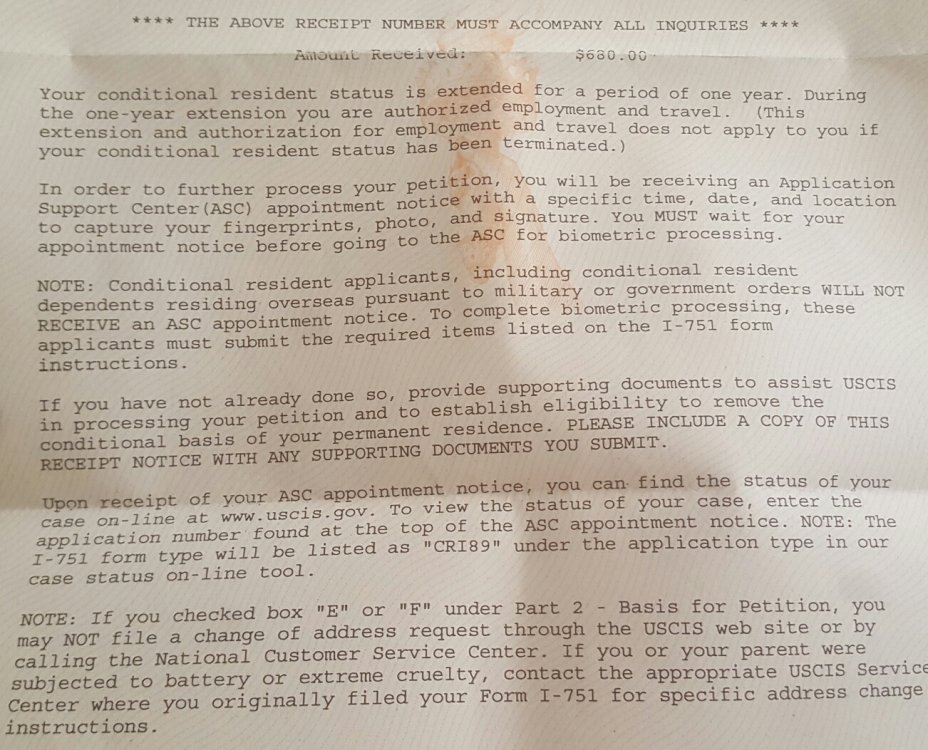 **** THE ABOVE RECEIPT NUMBER MUST ACCOMPANY ALL INQUIRIES ****
Amount Received: $680.00
Your conditional resident status is extended for a period of one year. During
the one-year extension you are authorized employment and travel. (This
extension and authorization for employment and travel does not apply to you if
your conditional resident status has been terminated.)
In order to further process your petition, you will be receiving an Application
Support Center(ASC) appointment notice with a specific time, date, and location
to capture your fingerprints, photo, and signature. You MUST wait for your
appointment notice before going to the ASC for biometric processing.
NOTE: Conditional resident applicants, including conditional resident
dependents residing overseas pursuant to military or government orders WILL NOT
RECEIVE an ASC appointment notice. To complete biometric processing, these
applicants must submit the required items listed on the I-751 form
instructions.
If you have not already done so, provide supporting documents to assist USCIS
in processing your petition and to establish eligibility to remove the
conditional basis of your permanent residence. PLEASE INCLUDE A COPY OF THIS
RECEIPT NOTICE WITH ANY SUPPORTING DOCUMENTS YOU SUBMIT.
Upon receipt of your ASC appointment notice, you can find the status of your
case on-line at www.uscis.gov. To view the status of your case, enter the
application number found at the top of the ASC appointment notice. NOTE: The
I-751 form type will be listed as "CRI89" under the application type in our
case status on-line tool.
NOTE: If you checked box "E" or "F" under Part 2 - Basis for Petition, you
may NOT file a change of address request through the USCIS web site or by
calling the National Customer Service Center. If you or your parent were
subjected to battery or extreme cruelty, contact the appropriate USCIS Service
Center where you originally filed your Form I-751 for specific address change
instructions.